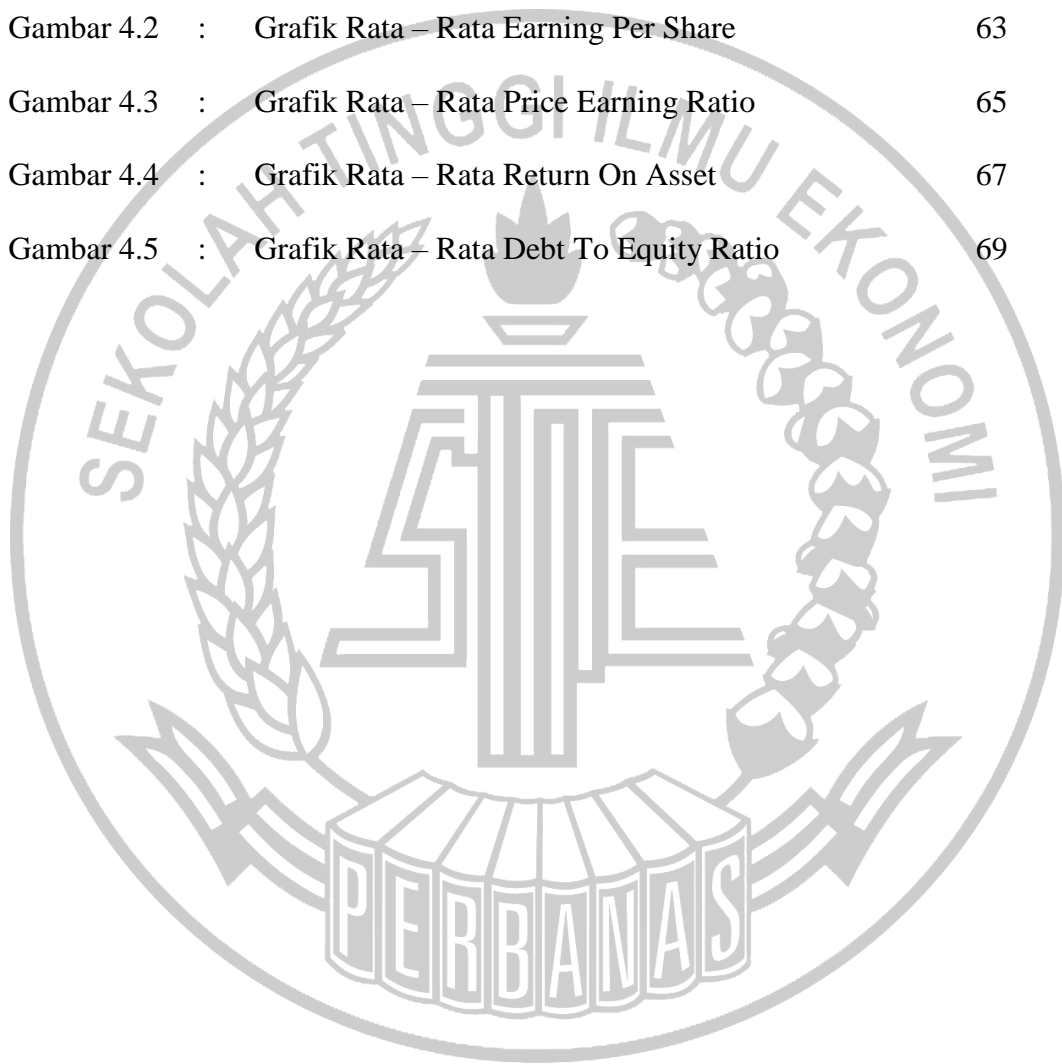 Gambar 4.2 : Grafik Rata – Rata Earning Per Share 63
Gambar 4.3 : Grafik Rata – Rata Price Earning Ratio 65
Gambar 4.4 : Grafik Rata – Rata Return On Asset 67
Gambar 4.5 : Grafik Rata – Rata Debt To Equity Ratio 69
SEKOLAH TINGGI ILMU EKONOMI
STIE
PERBANAS